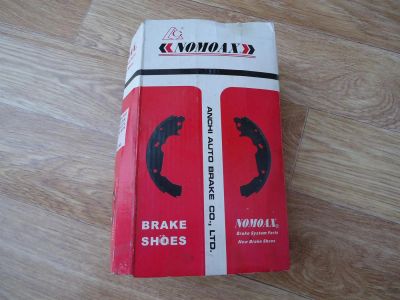 NOMOAX
ANCHI AUTO BRAKE CO., LTD.
BRAKE
SHOES
NOMOAX®
Brake System Parts
New Brake Shoes